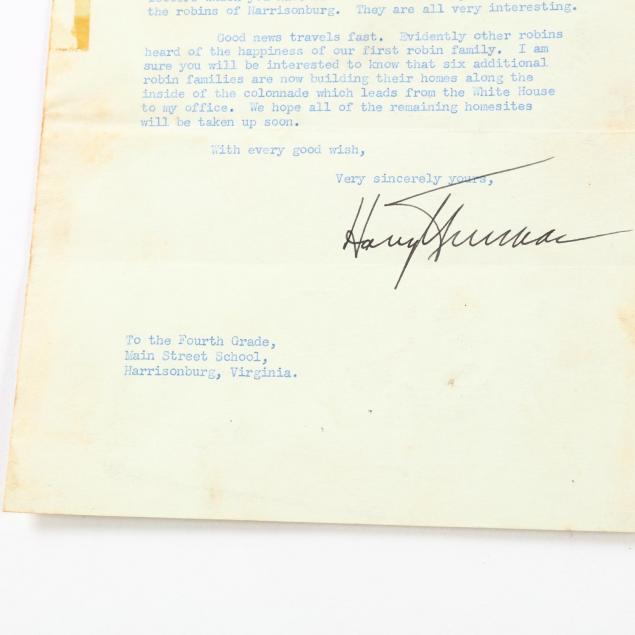 the robins of Harrisonburg. They are all very interesting.
Good news travels fast. Evidently other robins
heard of the happiness of our first robin family. I am
sure you will be interested to know that six additional
robin families are now building their homes along the
inside of the colonnade which leads from the White House
to my office. We hope all of the remaining homesites
will be taken up soon.
With every good wish,
Very sincerely yours,
Harry Truman
To the Fourth Grade,
Main Street School,
Harrisonburg, Virginia.